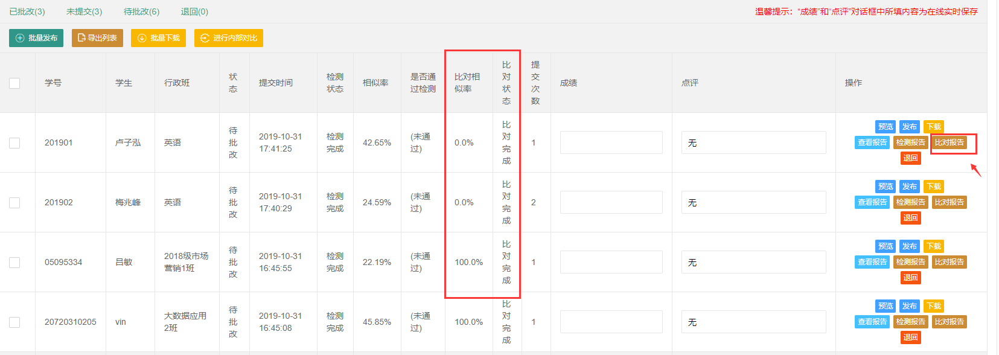 已批改(3) 未提交(3) 待批改(6) 退回(0) 温馨提示：“成绩”和“点评”对话框中所填内容为在线实时保存
批量发布 导出列表 批量下载 进行内部对比
学号 学生 行政班 状态 提交时间 检测状态 相似率 是否通过检测 比对相似率 比对状态 提交次数 成绩 点评 操作
201901 卢子泓 英语 待批改 2019-10-31 17:41:25 检测完成 42.65% (未通过) 0.0% 比对完成 1 无
预览 发布 下载
查看报告 检测报告 比对报告
退回
201902 梅兆峰 英语 待批改 2019-10-31 17:40:29 检测完成 24.59% (未通过) 0.0% 比对完成 2 无
预览 发布 下载
查看报告 检测报告 比对报告
退回
05095334 吕敏 2018级市场营销1班 待批改 2019-10-31 16:45:55 检测完成 22.19% (未通过) 100.0% 比对完成 1 无
预览 发布 下载
查看报告 检测报告 比对报告
退回
20720310205 vin 大数据应用2班 待批改 2019-10-31 16:45:08 检测完成 45.85% (未通过) 100.0% 比对完成 1 无
预览 发布 下载
查看报告 检测报告 比对报告
退回